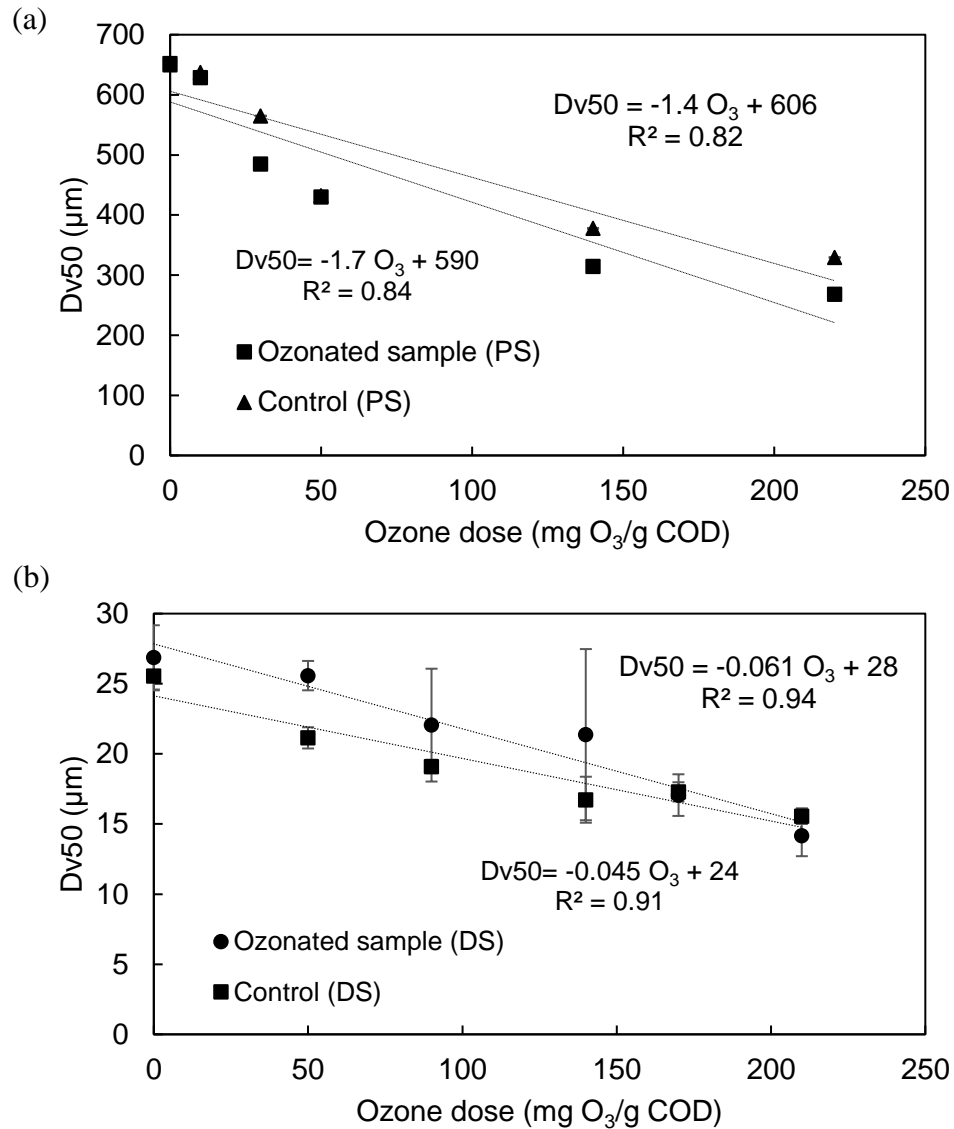 (a)
700
600
500
400
300
200
100
0
Dv50 (µm)
Dv50 = -1.4 O₃ + 606
R² = 0.82
Dv50= -1.7 O₃ + 590
R² = 0.84
Ozonated sample (PS)
Control (PS)
0 50 100 150 200 250
Ozone dose (mg O₃/g COD)
(b)
30
25
20
15
10
5
0
Dv50 (µm)
Dv50 = -0.061 O₃ + 28
R² = 0.94
Dv50= -0.045 O₃ + 24
R² = 0.91
Ozonated sample (DS)
Control (DS)
0 50 100 150 200 250
Ozone dose (mg O₃/g COD)